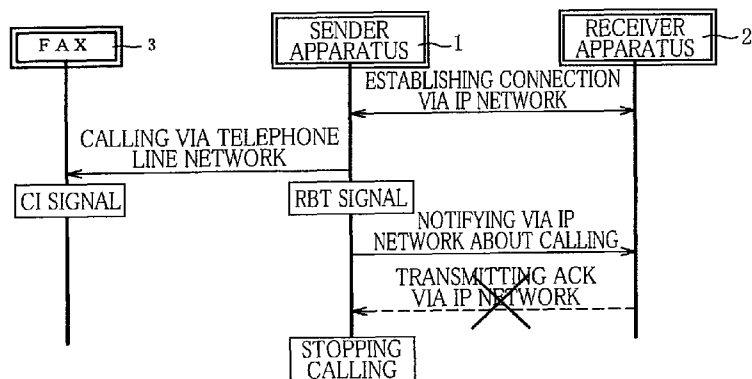 FAX
3
SENDER
APPARATUS
1
RECEIVER
APPARATUS
2
ESTABLISHING CONNECTION
VIA IP NETWORK
CALLING VIA TELEPHONE
LINE NETWORK
CI SIGNAL
RBT SIGNAL
NOTIFYING VIA IP
NETWORK ABOUT CALLING
TRANSMITTING ACK
VIA IP NETWORK
STOPPING
CALLING